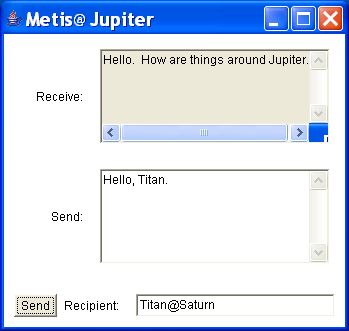 Metis@ Jupiter
Receive:
Hello.  How are things around Jupiter.
Send:
Hello, Titan.
Send Recipient: Titan@Saturn